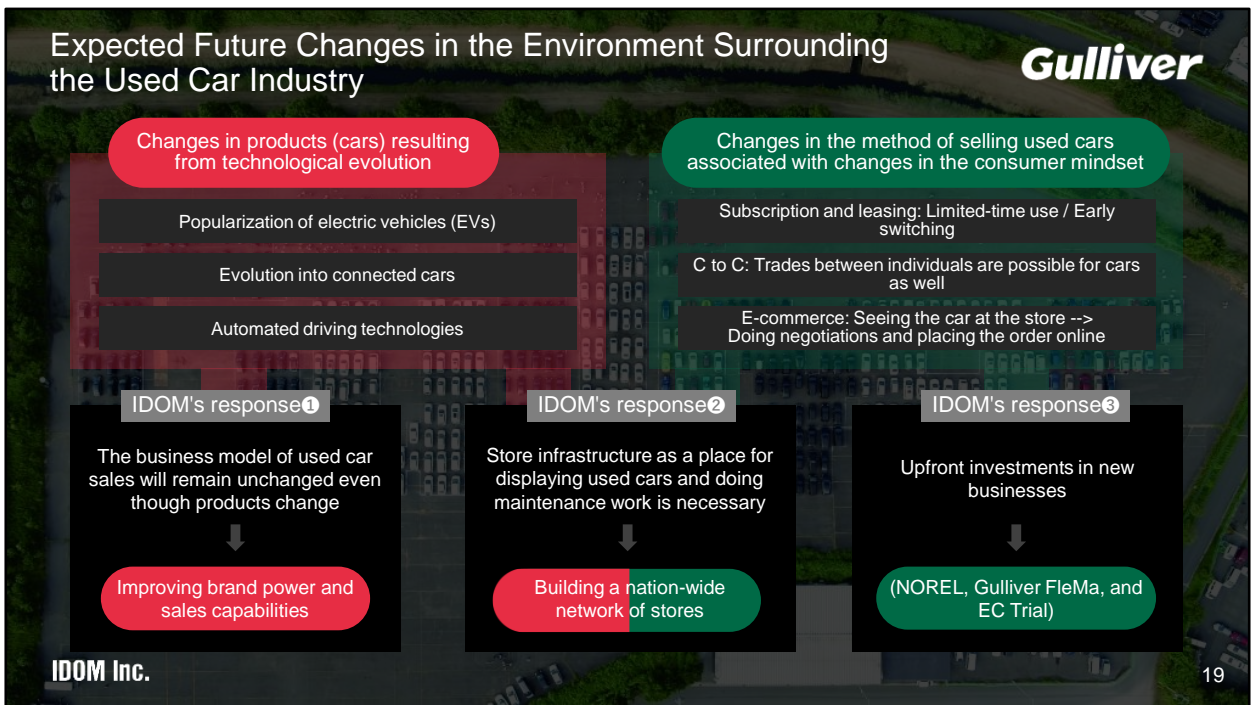 Expected Future Changes in the Environment Surrounding
the Used Car Industry
Gulliver
Changes in products (cars) resulting
from technological evolution
Popularization of electric vehicles (EVs)
Evolution into connected cars
Automated driving technologies
Changes in the method of selling used cars
associated with changes in the consumer mindset
Subscription and leasing: Limited-time use / Early
switching
C to C: Trades between individuals are possible for cars
as well
E-commerce: Seeing the car at the store -->
Doing negotiations and placing the order online
IDOM's response❶
The business model of used car
sales will remain unchanged even
though products change
Improving brand power and
sales capabilities
IDOM's response❷
Store infrastructure as a place for
displaying used cars and doing
maintenance work is necessary
Building a nation-wide
network of stores
IDOM's response❸
Upfront investments in new
businesses
(NOREL, Gulliver FleMa, and
EC Trial)
IDOM Inc.
19